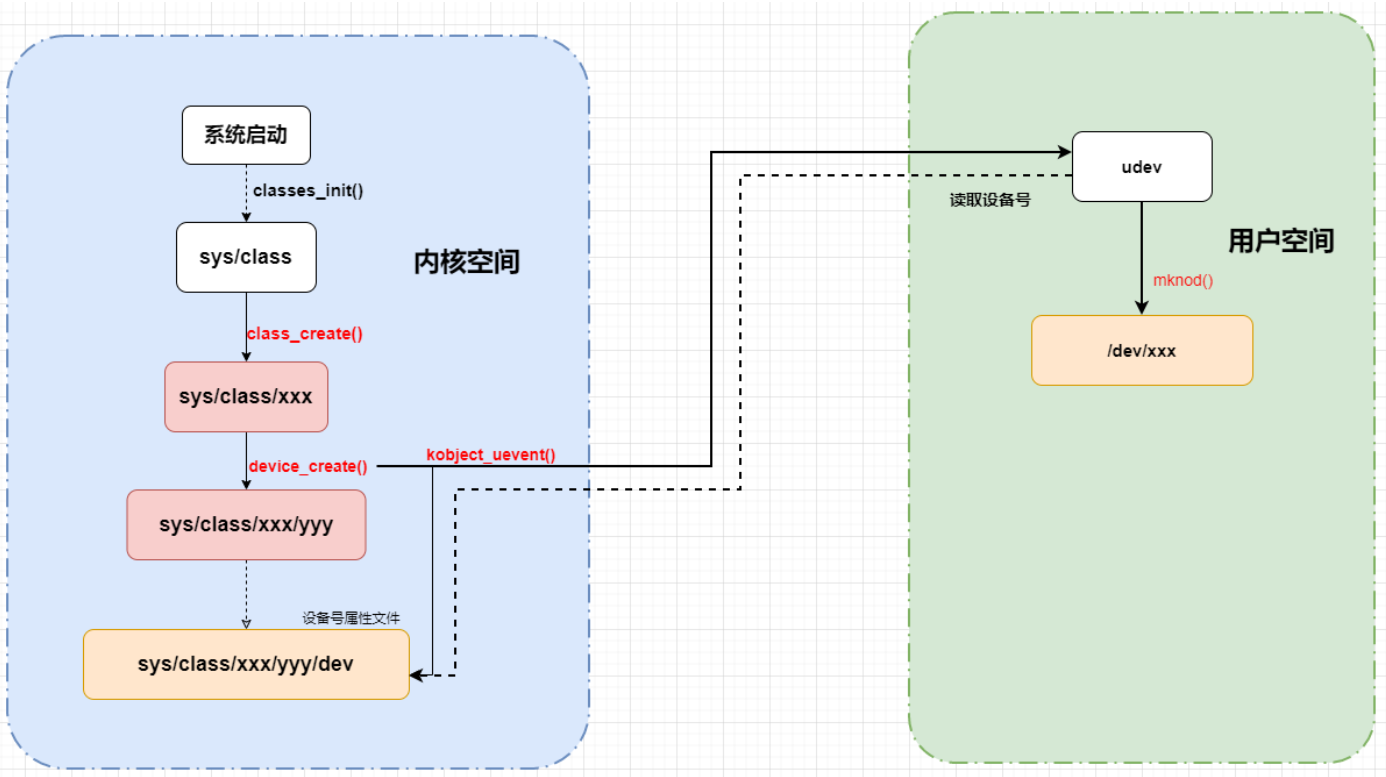 系统启动
classes_init()
sys/class
内核空间
class_create()
sys/class/xxx
device_create()
kobject_uevent()
sys/class/xxx/yyy
设备号属性文件
sys/class/xxx/yyy/dev
udev
读取设备号
用户空间
mknod()
/dev/xxx